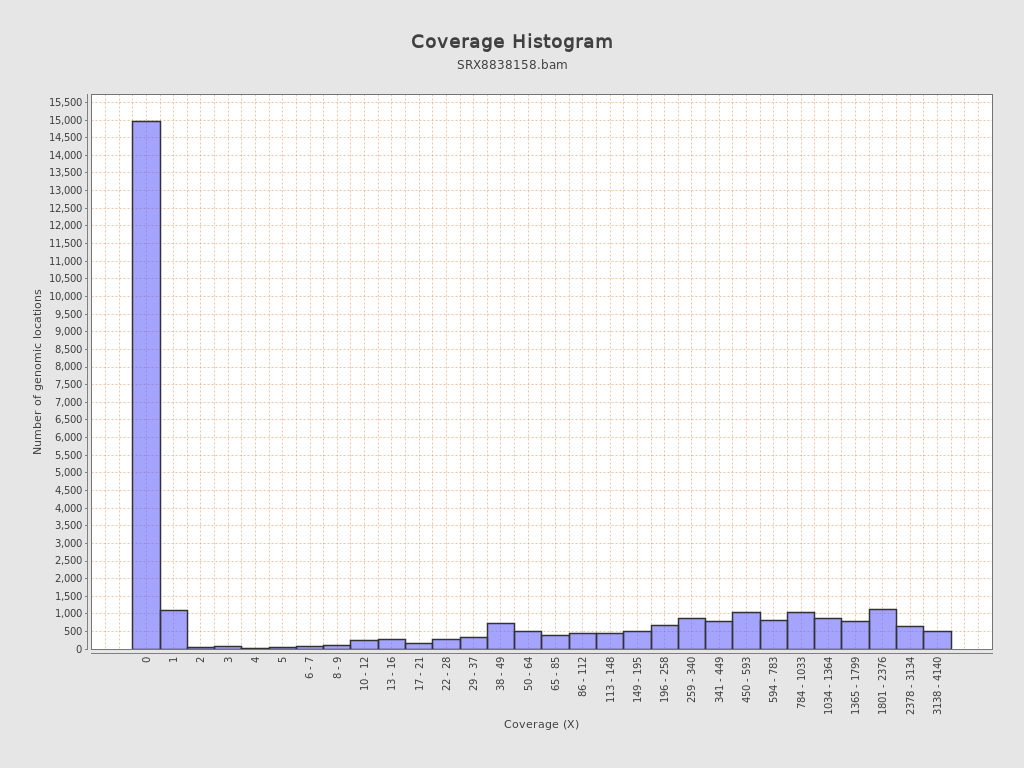 Coverage Histogram
SRX8838158.bam
Number of genomic locations
15,500
15,000
14,500
14,000
13,500
13,000
12,500
12,000
11,500
11,000
10,500
10,000
9,500
9,000
8,500
8,000
7,500
7,000
6,500
6,000
5,500
5,000
4,500
4,000
3,500
3,000
2,500
2,000
1,500
1,000
500
0
0
1
2
3
4
5
6 - 7
8 - 9
10 - 12
13 - 16
17 - 21
22 - 28
29 - 37
38 - 49
50 - 64
65 - 85
86 - 112
113 - 148
149 - 195
196 - 258
259 - 340
341 - 449
450 - 593
594 - 783
784 - 1033
1034 - 1364
1365 - 1799
1801 - 2376
2378 - 3134
3138 - 4140
Coverage (X)